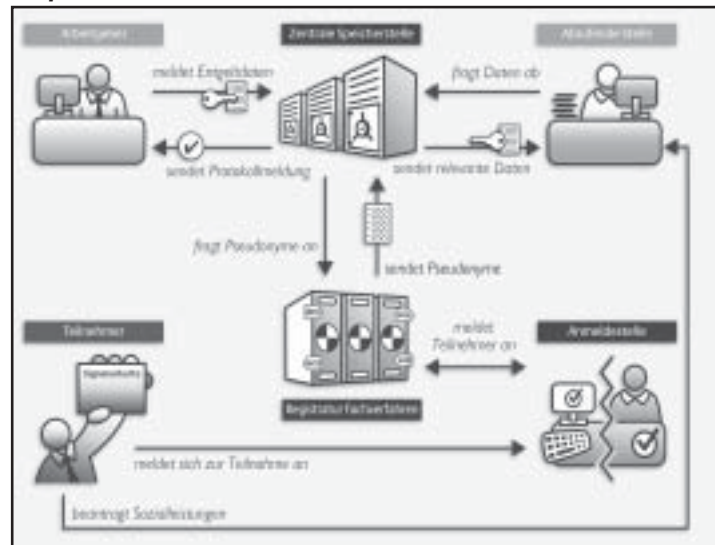 Arbeitgeber
Zentrale Speicherstelle
Abrufende Stelle
meldet Entgeltdaten
fragt Daten ab
sendet Protokollmeldung
sendet relevante Daten
fragt Pseudonyme an
sendet Pseudonyme
Teilnehmer
meldet
Teilnehmer an
Anmeldestelle
Signaturkarte
Registratur Fachverfahren
meldet sich zur Teilnahme an
beantragt Sozialleistungen